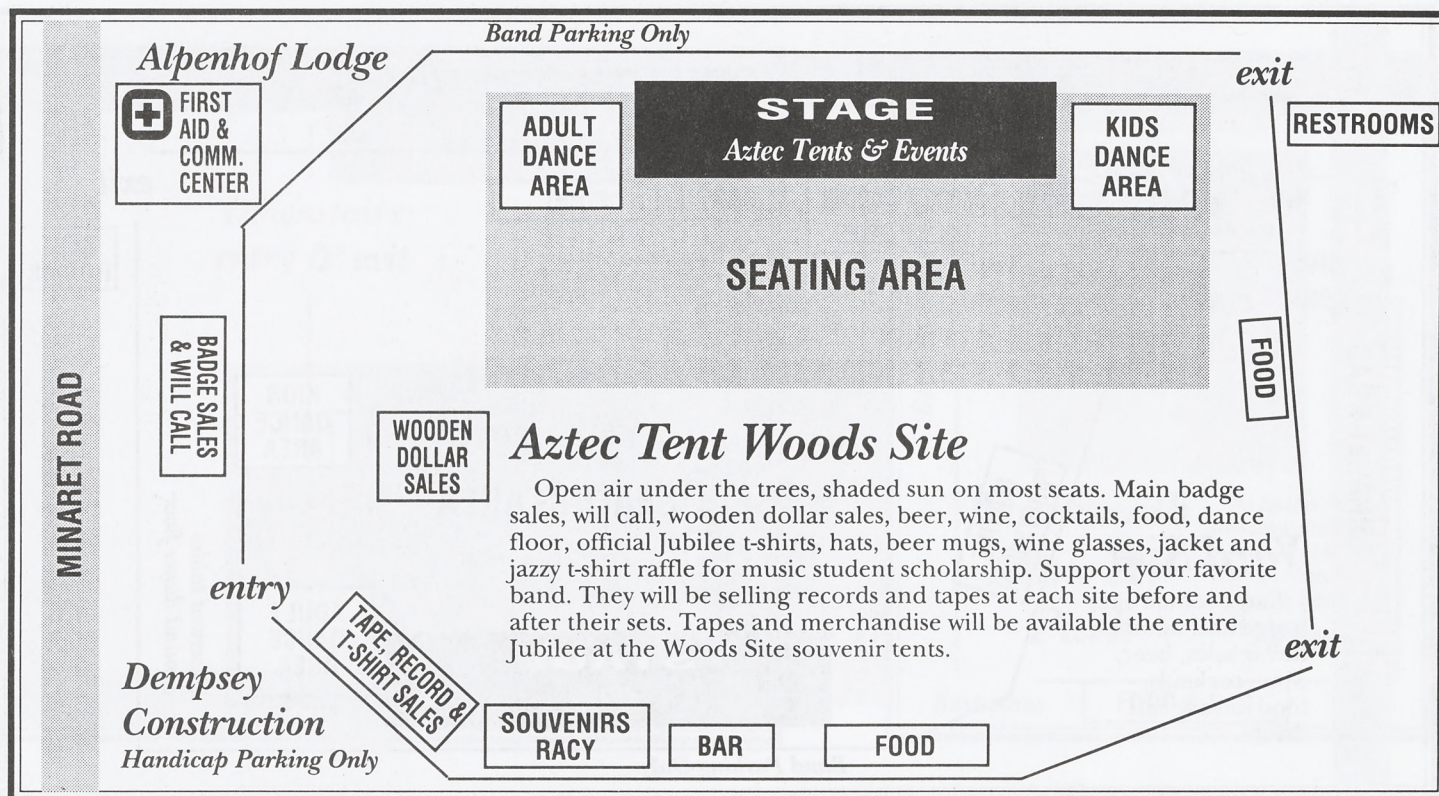 Band Parking Only
Alpenhof Lodge
FIRST
AID &
COMM.
CENTER
exit
RESTROOMS
STAGE
Aztec Tents & Events
ADULT
DANCE
AREA
KIDS
DANCE
AREA
SEATING AREA
FOOD
BADGE SALES
& WILL CALL
MINARET ROAD
WOODEN
DOLLAR
SALES
Aztec Tent Woods Site
Open air under the trees, shaded sun on most seats. Main badge
sales, will call, wooden dollar sales, beer, wine, cocktails, food, dance
floor, official Jubilee t-shirts, hats, beer mugs, wine glasses, jacket and
jazzy t-shirt raffle for music student scholarship. Support your favorite
band. They will be selling records and tapes at each site before and
after their sets. Tapes and merchandise will be available the entire
Jubilee at the Woods Site souvenir tents.
entry
exit
TAPE, RECORD &
T-SHIRT SALES
Dempsey
Construction
Handicap Parking Only
SOUVENIRS
RACY
BAR
FOOD